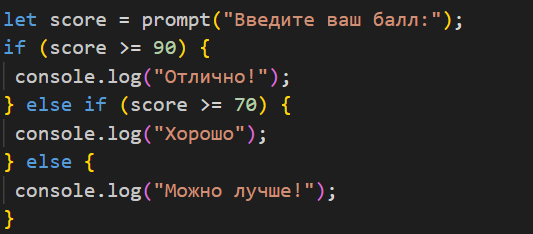 let score = prompt("Введите ваш балл:");
if (score >= 90) {
 console.log("Отлично!");
} else if (score >= 70) {
 console.log("Хорошо");
} else {
 console.log("Можно лучше!");
}